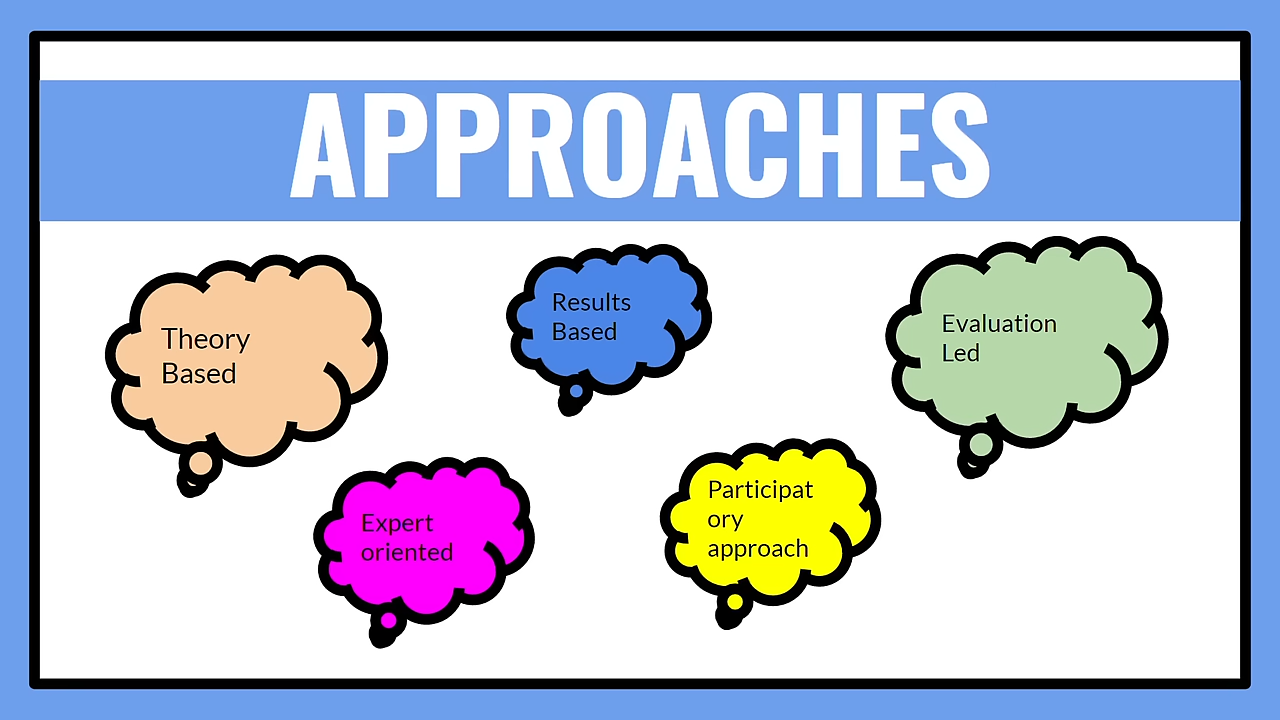 APPROACHES
Theory
Based
Results
Based
Evaluation
Led
Expert
oriented
Participat
ory
approach